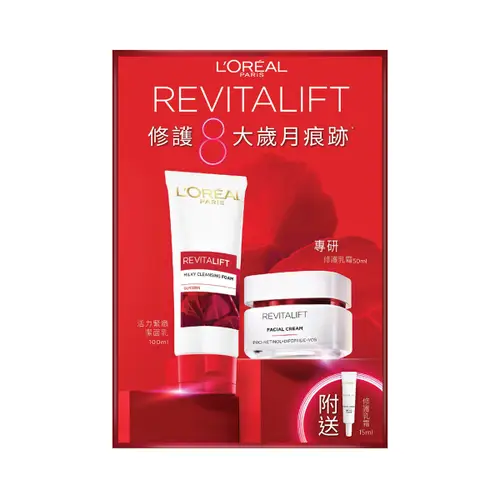 L'ORÉAL
PARIS
REVITALIFT
修護8大歲月痕跡*
L'ORÉAL
PARIS
REVITALIFT
MILKY CLEANSING FOAM
專研
修護乳霜50ml
REVITALIFT
FACIAL CREAM
活力緊緻
潔面乳
100ml
附送
修護乳霜
15ml